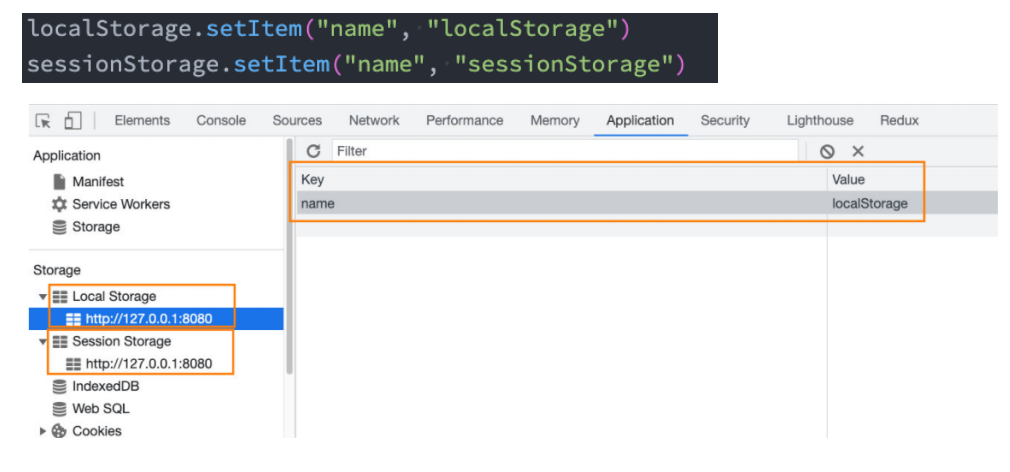 localStorage.setItem("name", "localStorage")
sessionStorage.setItem("name", "sessionStorage")
Elements Console Sources Network Performance Memory Application Security Lighthouse Redux
Application
Manifest
Service Workers
Storage
Storage
Local Storage
http://127.0.0.1:8080
Session Storage
http://127.0.0.1:8080
IndexedDB
Web SQL
Cookies
Filter
Key Value
name localStorage